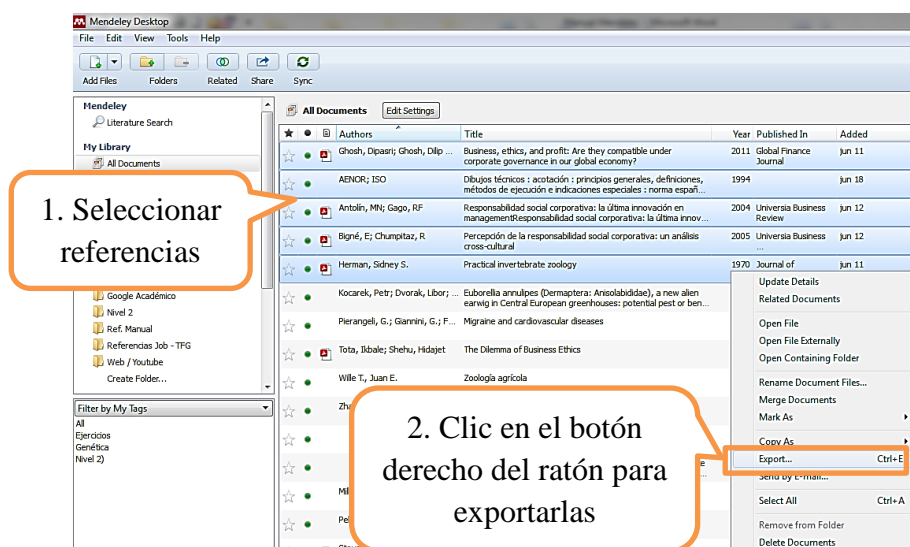 Mendeley Desktop
File Edit View Tools Help
Add Files Folders Related Share Sync
Mendeley
Literature Search
My Library
All Documents
1. Seleccionar
referencias
Google Académico
Nivel 2
Ref. Manual
Referencias Job - TFG
Web / Youtube
Create Folder...
Filter by My Tags
All
Ejercicios
Genética
Nivel 2)
All Documents Edit Settings
Authors Title Year Published In Added
Ghosh, Dipasri; Ghosh, Dilip ... Business, ethics, and profit: Are they compatible under 2011 Global Finance jun 11
corporate governance in our global economy? Journal
AENOR; ISO Dibujos técnicos : acotación : principios generales, definiciones, 1994 jun 18
métodos de ejecución e indicaciones especiales : norma españ...
Antolín, MN; Gago, RF Responsabilidad social corporativa: la última innovación en 2004 Universia Business jun 12
managementResponsabilidad social corporativa: la última innov... Review
Bigné, E; Chumpitaz, R Percepción de la responsabilidad social corporativa: un análisis 2005 Universia Business jun 12
cross-cultural ...
Herman, Sidney S. Practical invertebrate zoology 1970 Journal of jun 11
Kocarek, Petr; Dvorak, Libor; ... Euborellia annulipes (Dermaptera: Anisolabididae), a new alien
earwig in Central European greenhouses: potential pest or ben...
Pierangeli, G.; Giannini, G.; F... Migraine and cardiovascular diseases
Tota, Ikbale; Shehu, Hidajet The Dilemma of Business Ethics
Wille T., Juan E. Zoología agrícola
2. Clic en el botón
derecho del ratón para
exportarlas
Update Details
Related Documents
Open File
Open File Externally
Open Containing Folder
Rename Document Files...
Merge Documents
Mark As
Copy As
Export... Ctrl+E
Send by E-mail...
Select All Ctrl+A
Remove from Folder
Delete Documents